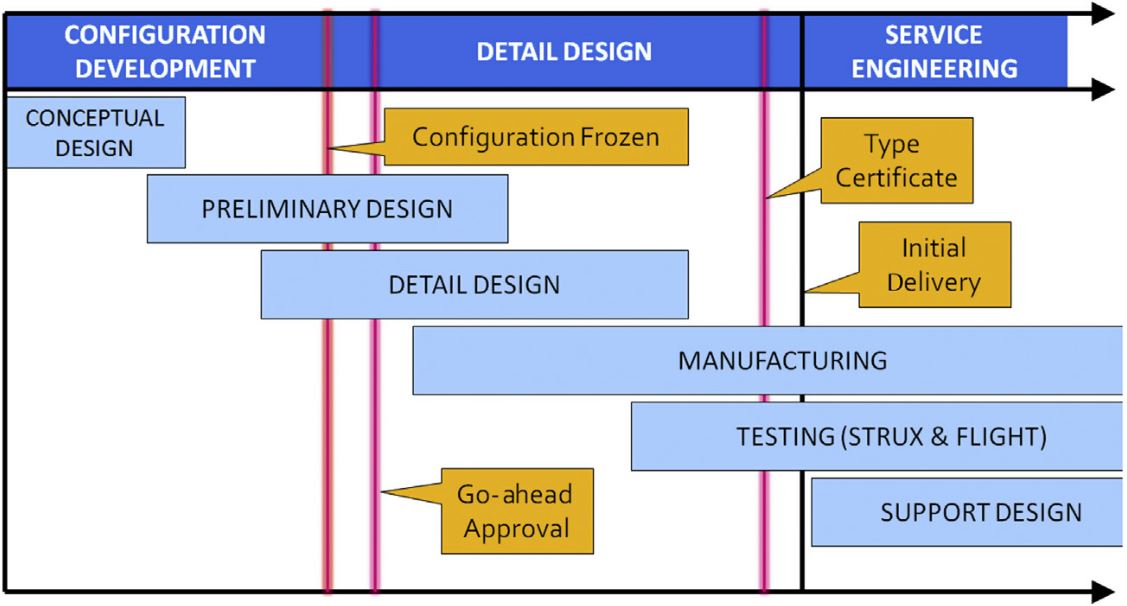 CONFIGURATION
DEVELOPMENT
DETAIL DESIGN
SERVICE
ENGINEERING
CONCEPTUAL
DESIGN
Configuration Frozen
Type
Certificate
PRELIMINARY DESIGN
Initial
Delivery
DETAIL DESIGN
MANUFACTURING
TESTING (STRUX & FLIGHT)
Go-ahead
Approval
SUPPORT DESIGN